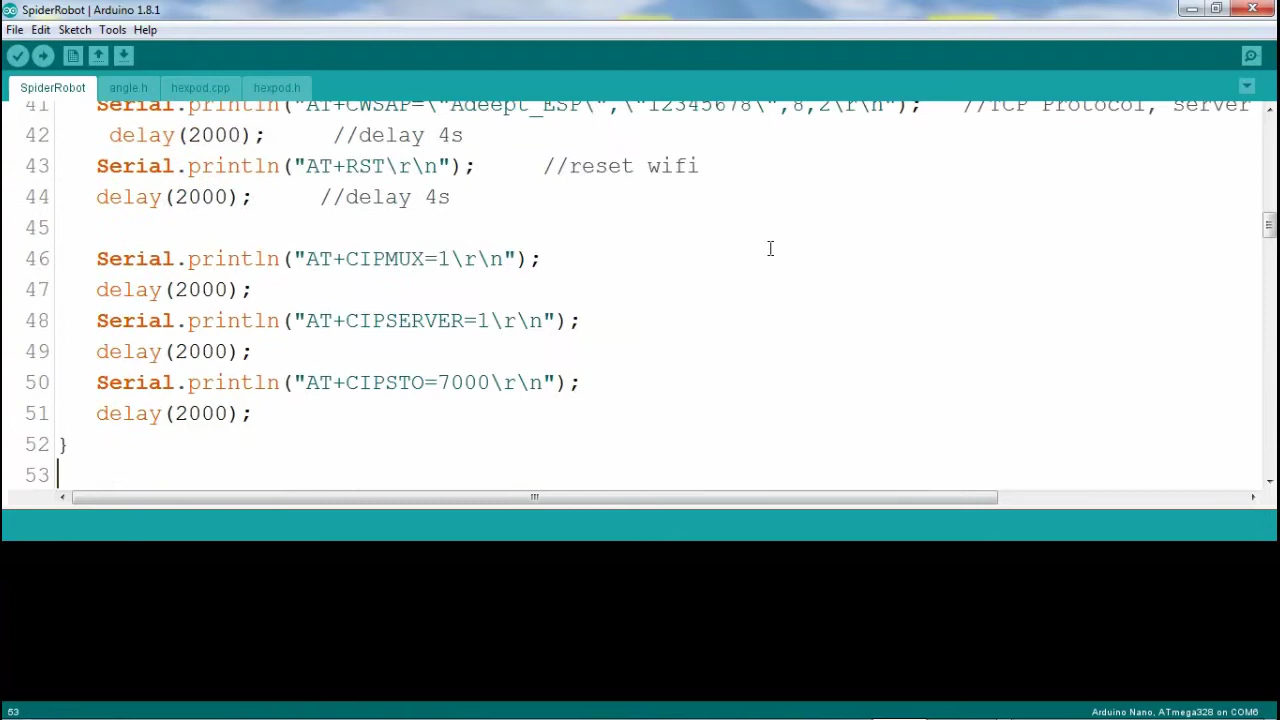 SpiderRobot | Arduino 1.8.1
File Edit Sketch Tools Help
SpiderRobot angle.h hexpod.cpp hexpod.h
41 Serial.println("AT+CWSAP=\"Adeept_ESP\",\"12345678\",8,2\r\n"); //TCP Protocol, server
42 delay(2000); //delay 4s
43 Serial.println("AT+RST\r\n"); //reset wifi
44 delay(2000); //delay 4s
45
46 Serial.println("AT+CIPMUX=1\r\n");
47 delay(2000);
48 Serial.println("AT+CIPSERVER=1\r\n");
49 delay(2000);
50 Serial.println("AT+CIPSTO=7000\r\n");
51 delay(2000);
52 }
53
53 Arduino Nano, ATmega328 on COM6